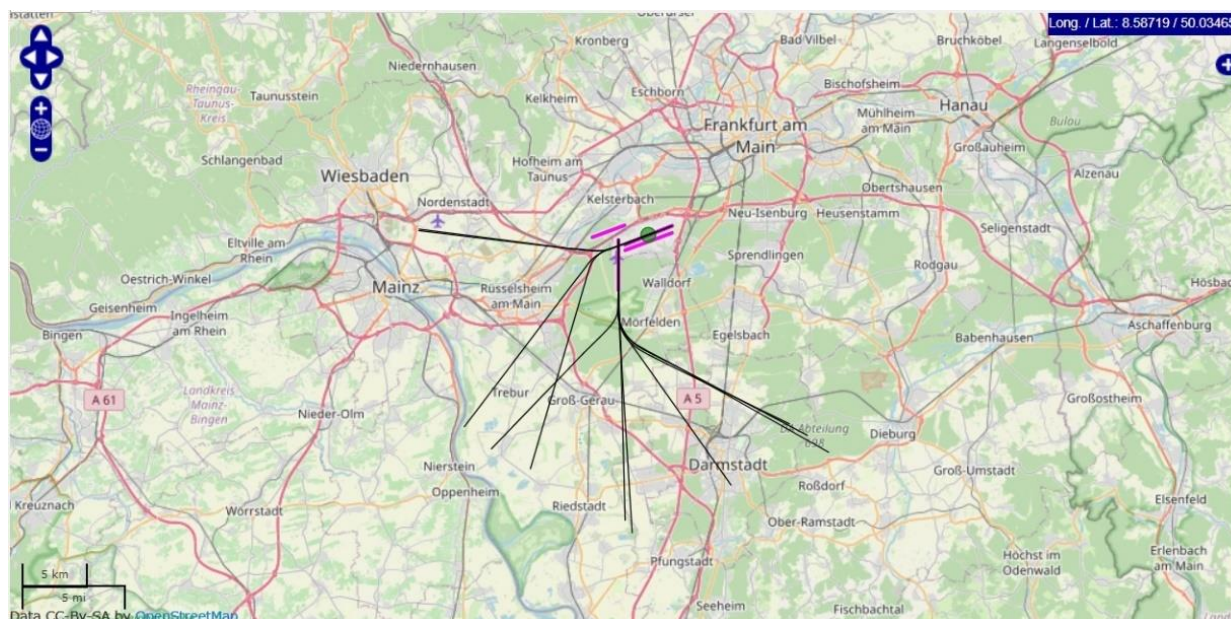 Oberursel
Long. / Lat.: 8.58719 / 50.03465
Kronberg
Bad Vilbel
Bruchköbel
Langenselbold
Niedernhausen
Rheingau-
Taunus-
Kreis
Taunusstein
Eschborn
Kelkheim
Bischofsheim
Hanau
Mühlheim
am Main
Bulau
Frankfurt am
Main
Großauheim
Schlangenbad
Hofheim am
Taunus
Wiesbaden
Alzenau
Obertshausen
Nordenstadt
Kelsterbach
Neu-Isenburg
Heusenstamm
Seligenstadt
Eltville am
Rhein
Sprendlingen
Rodgau
Oestrich-Winkel
Mainz
Rüsselsheim
am Main
Walldorf
Hösbach
Geisenheim
Ingelheim
am Rhein
Mörfelden
Egelsbach
Aschaffenburg
Bingen
Babenhausen
Trebur
Groß-Gerau
A 61
A 5
Großostheim
Landkreis
Mainz-
Bingen
Nieder-Olm
Dieburg
Nierstein
Darmstadt
Groß-Umstadt
Oppenheim
Roßdorf
Elsenfeld
Kreuznach
Wörrstadt
Riedstadt
Ober-Ramstadt
Pfungstadt
Höchst im
Odenwald
Erlenbach
am Main
5 km
5 mi
Seeheim
Fischbachtal
Data CC-By-SA by OpenStreetMap